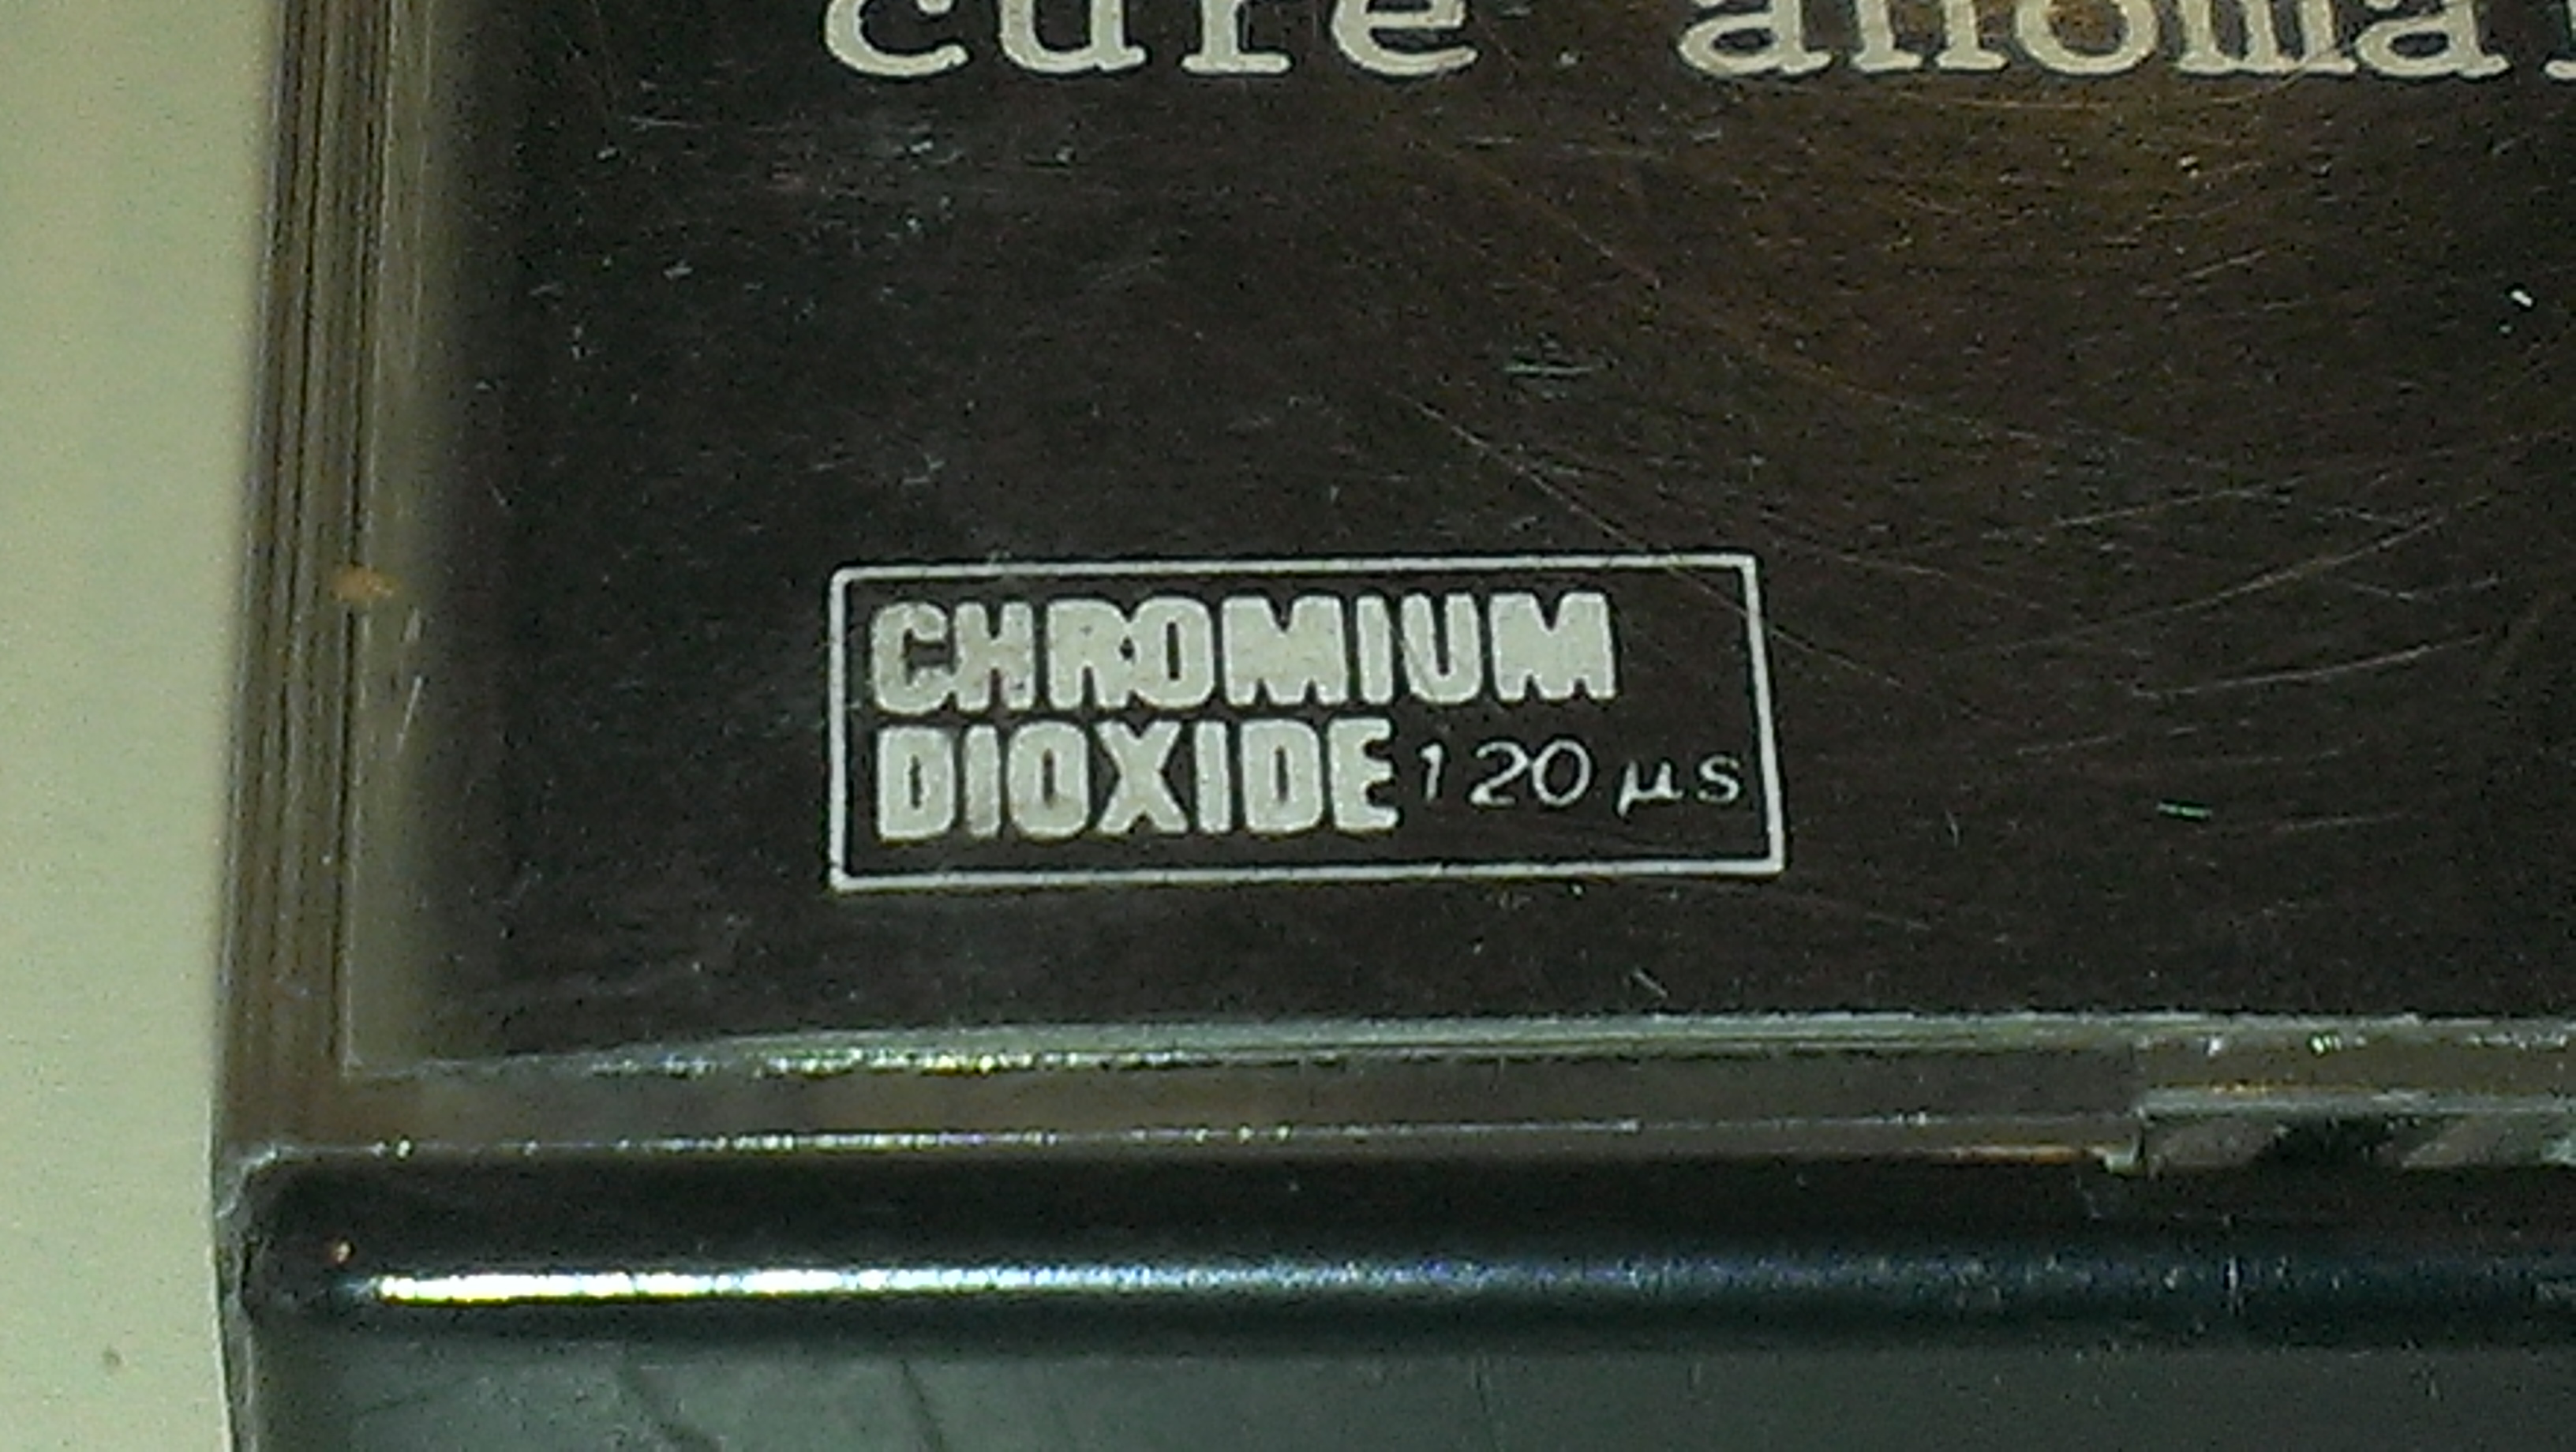 cure
CHROMIUM
DIOXIDE 120 µs